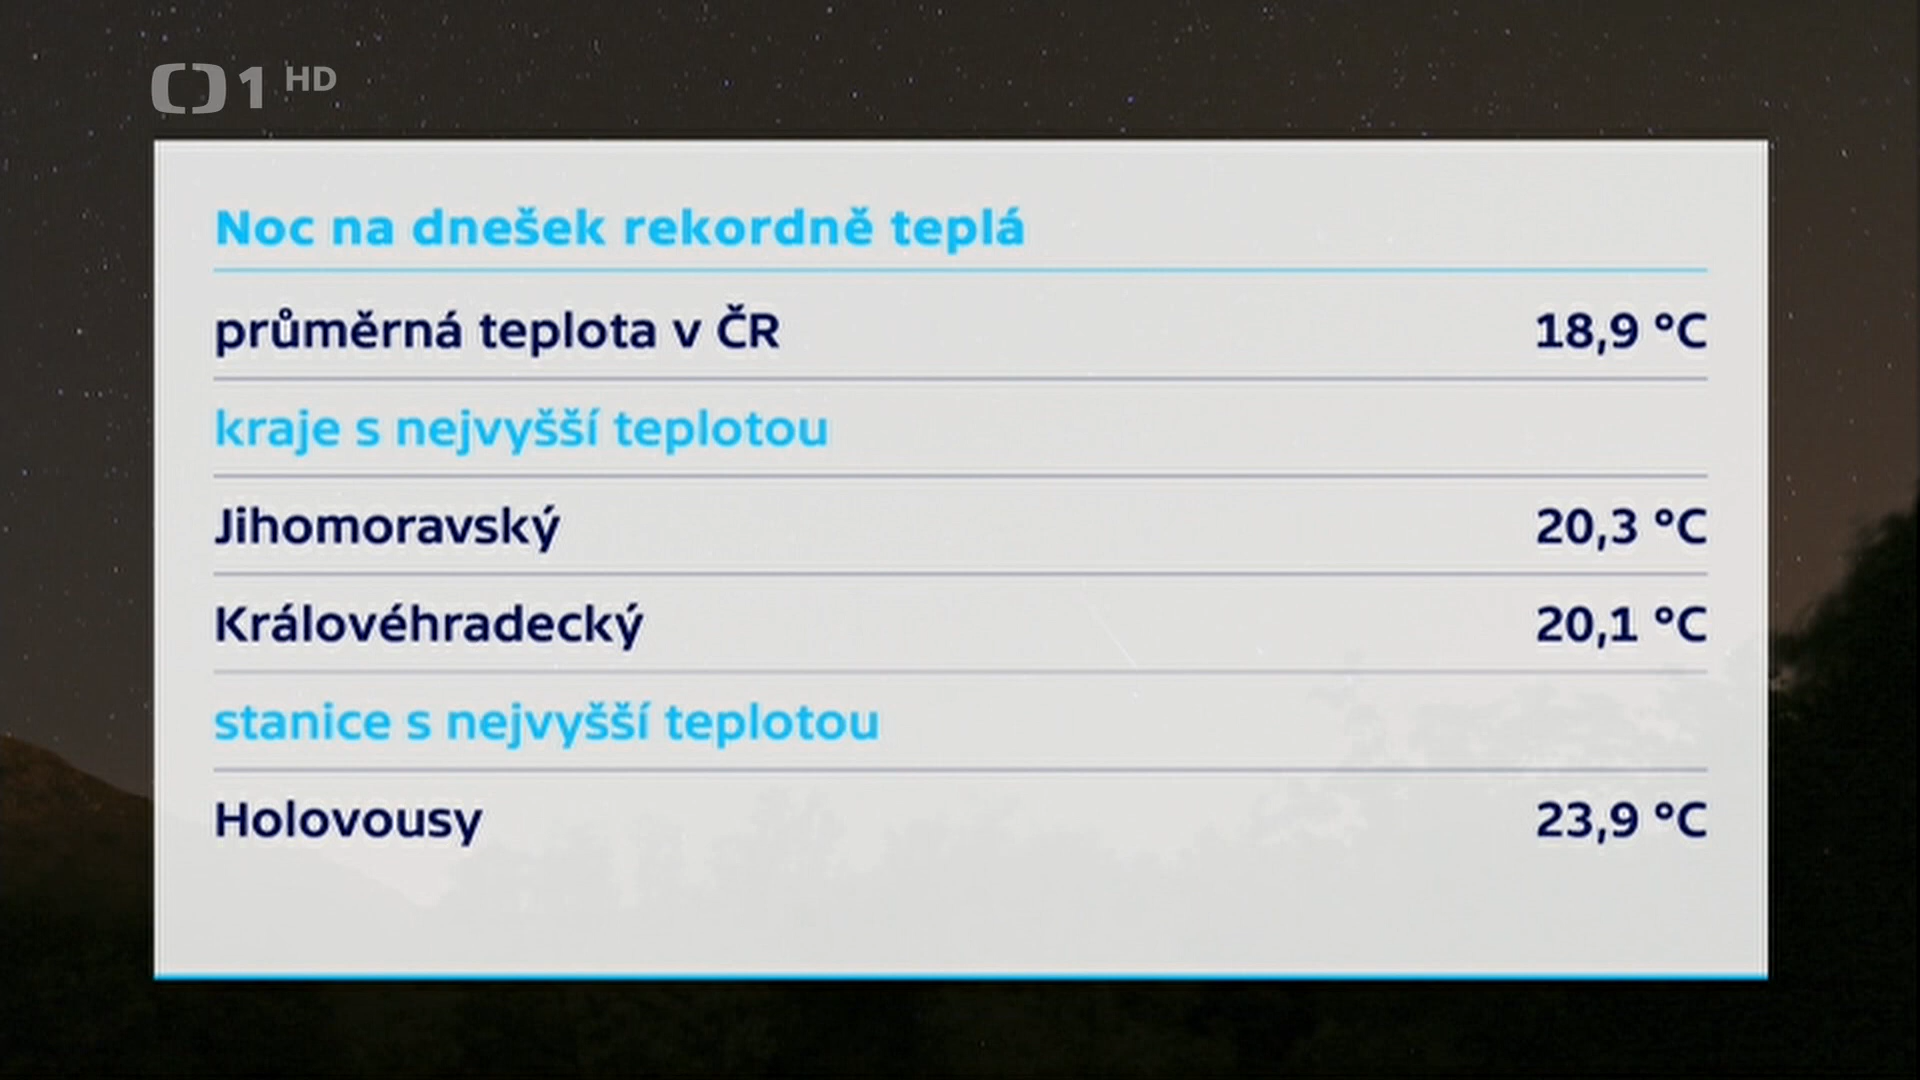 1 HD
Noc na dnešek rekordně teplá
průměrná teplota v ČR 18,9 °C
kraje s nejvyšší teplotou
Jihomoravský 20,3 °C
Královéhradecký 20,1 °C
stanice s nejvyšší teplotou
Holovousy 23,9 °C